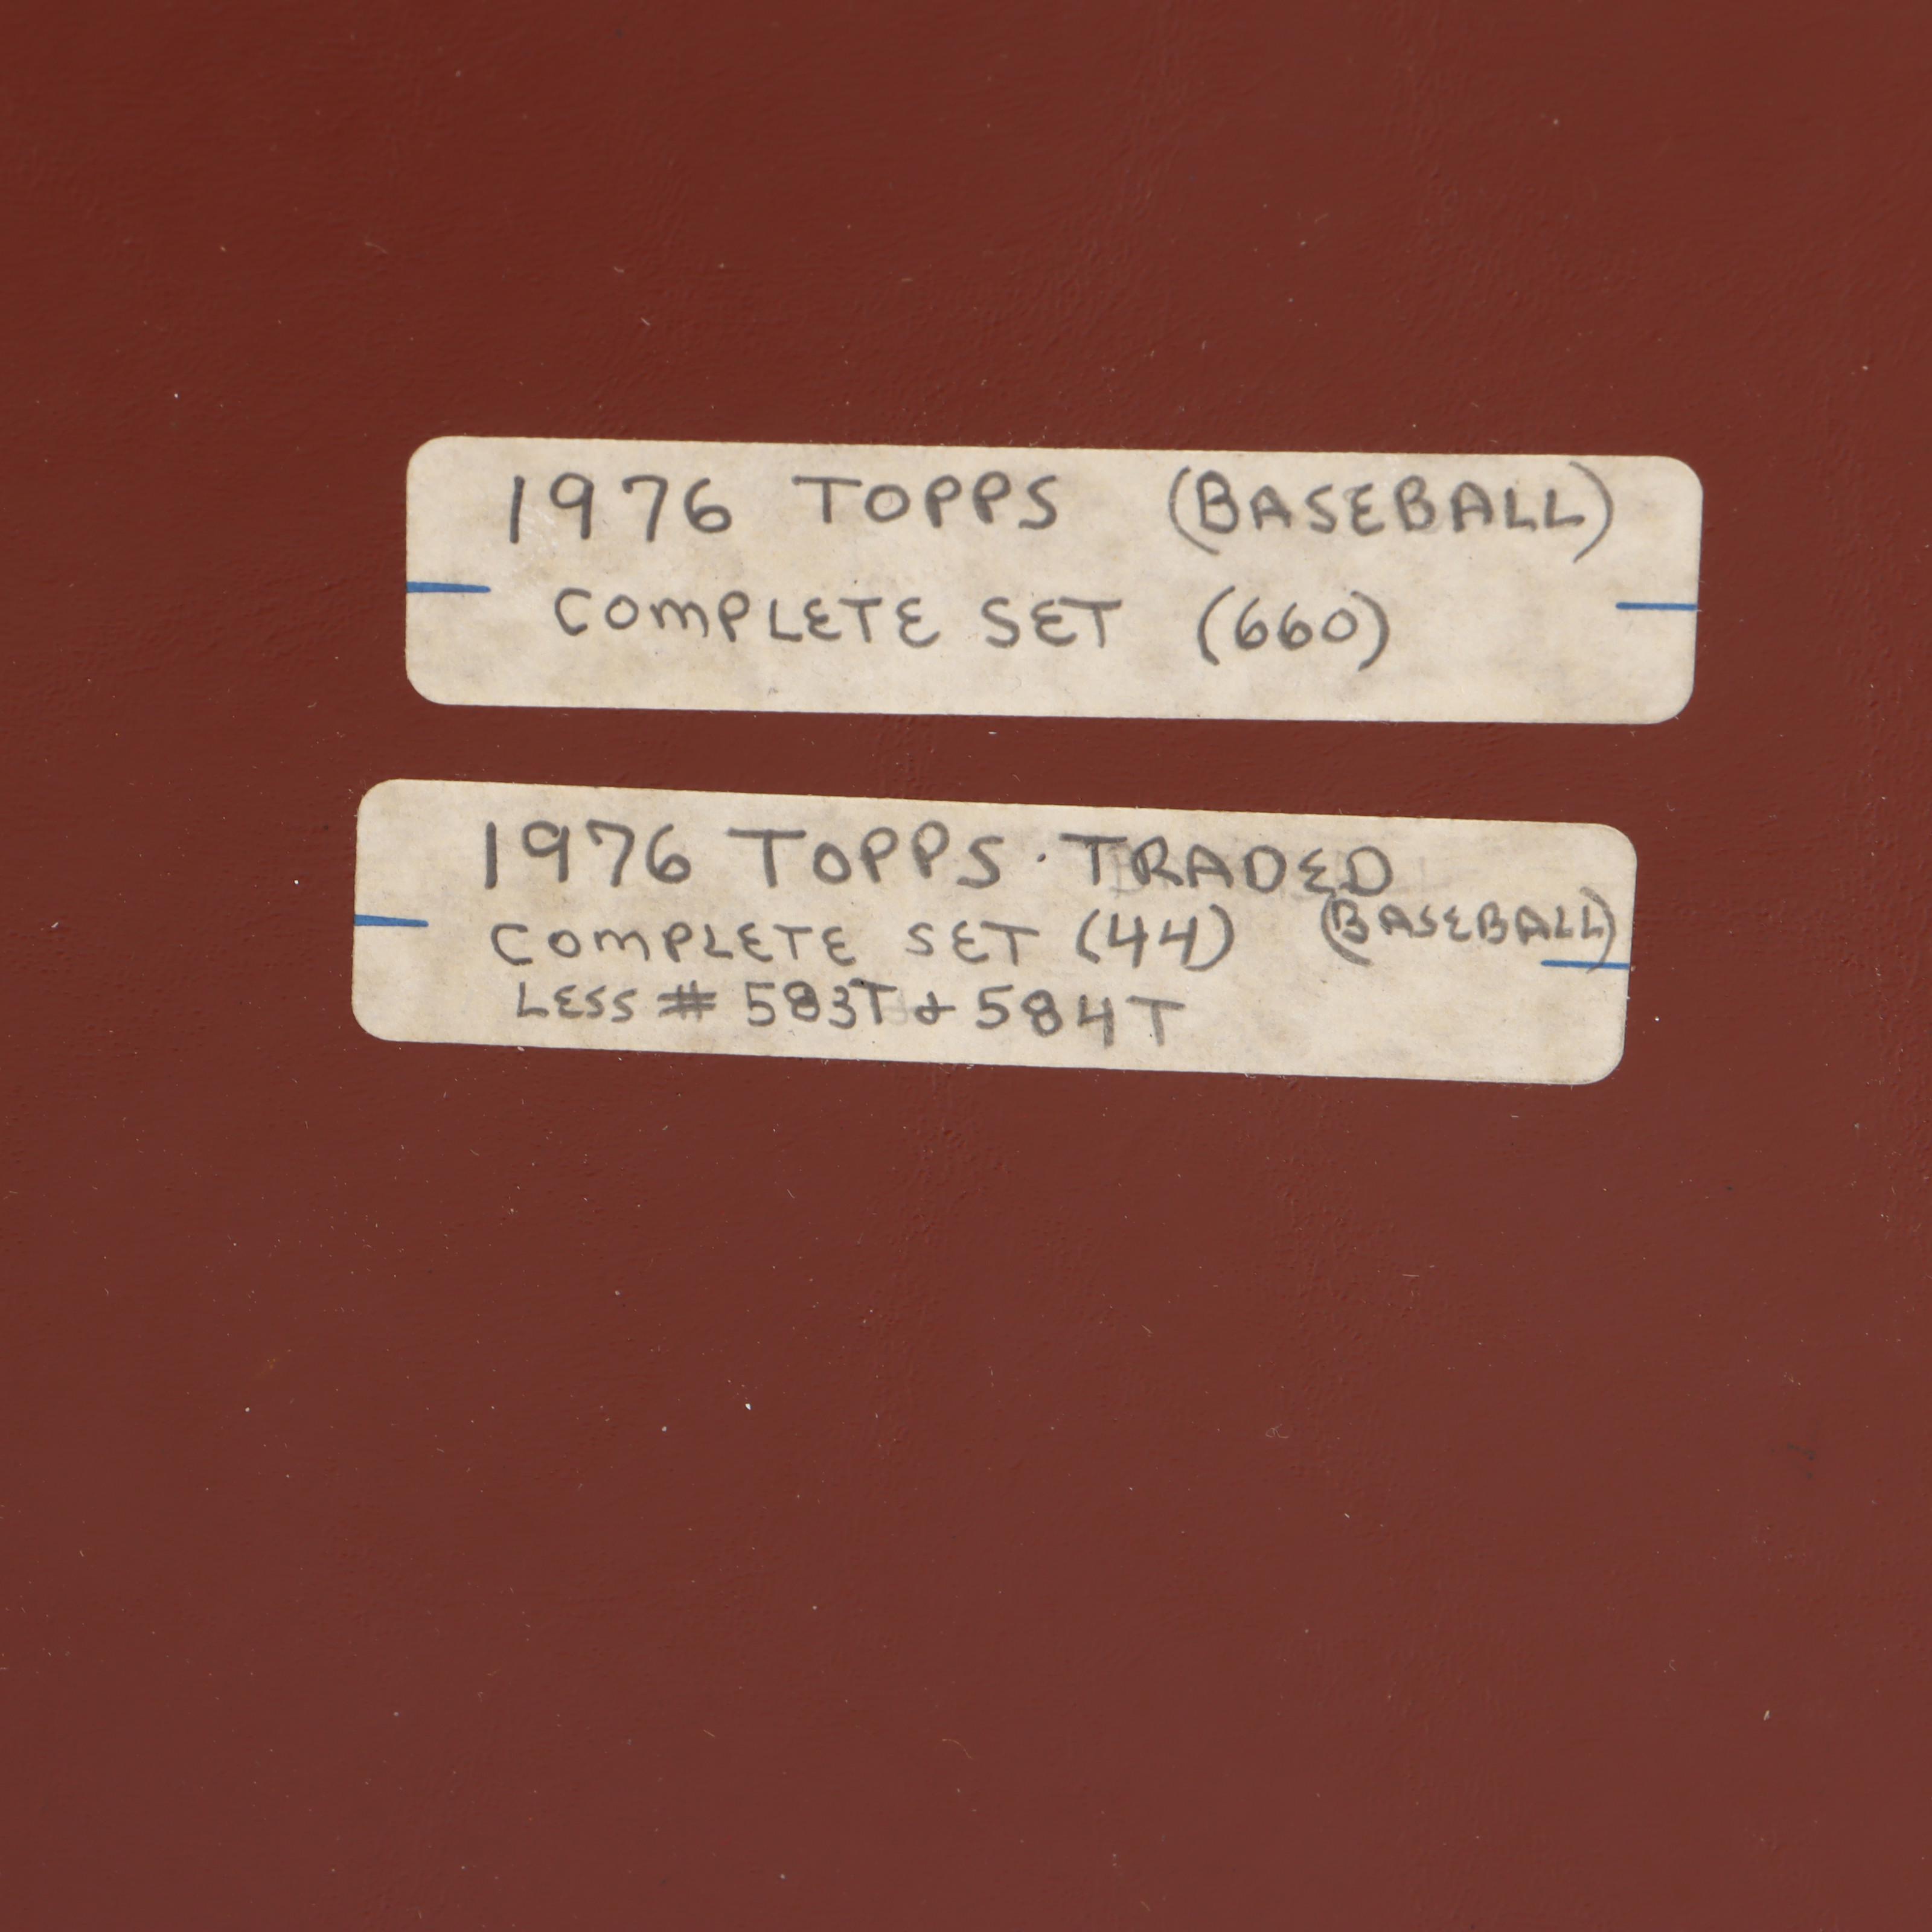 1976 TOPPS (BASEBALL)
COMPLETE SET (660)
1976 TOPPS · TRADED
COMPLETE SET (44) (BASEBALL)
LESS # 583T & 584T